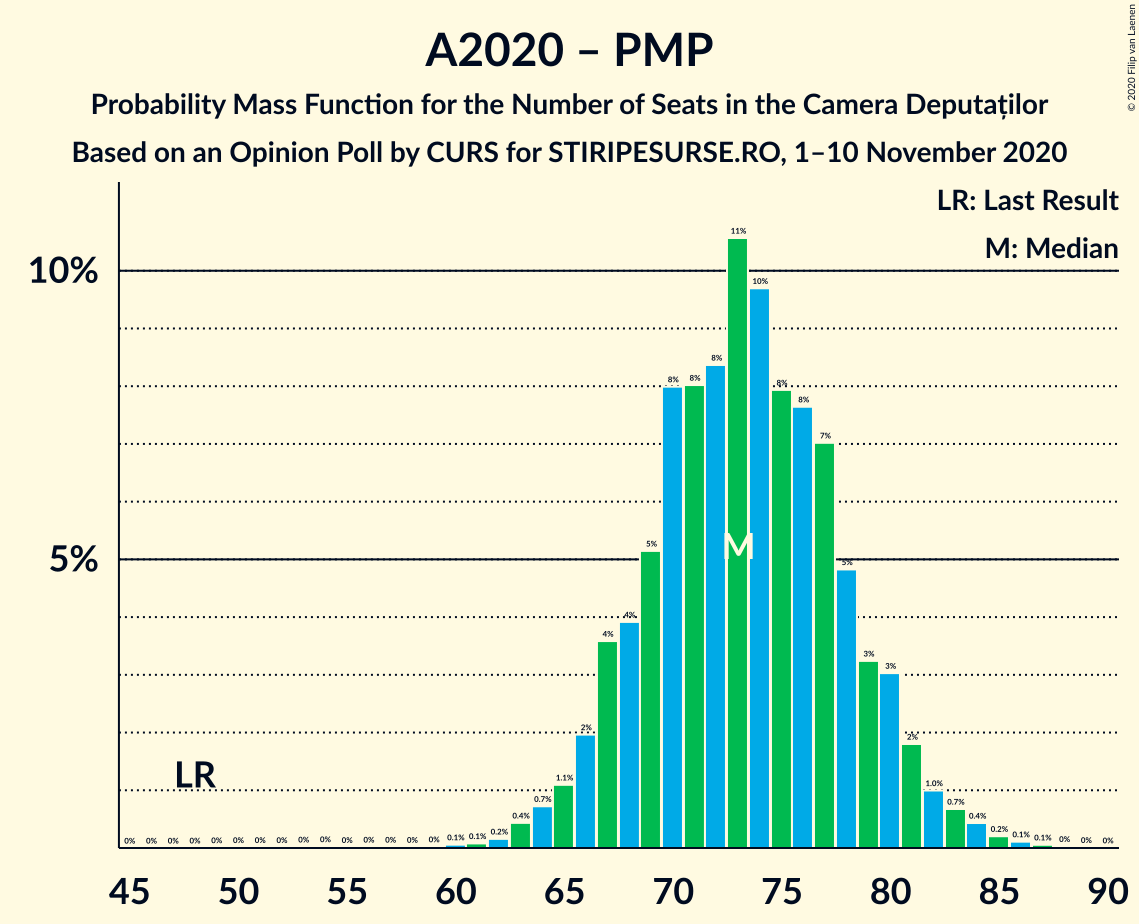 A2020 – PMP
Probability Mass Function for the Number of Seats in the Camera Deputaților
Based on an Opinion Poll by CURS for STIRIPESURSE.RO, 1–10 November 2020
© 2020 Filip van Laenen
LR: Last Result
M: Median
10%
5%
LR
M
0% 0% 0% 0% 0% 0% 0% 0% 0% 0% 0% 0% 0% 0% 0% 0.1% 0.1% 0.2% 0.4% 0.7% 1.1% 2% 4% 4% 5% 8% 8% 8% 11% 10% 8% 8% 7% 5% 3% 3% 2% 1.0% 0.7% 0.4% 0.2% 0.1% 0.1% 0% 0% 0%
45 50 55 60 65 70 75 80 85 90